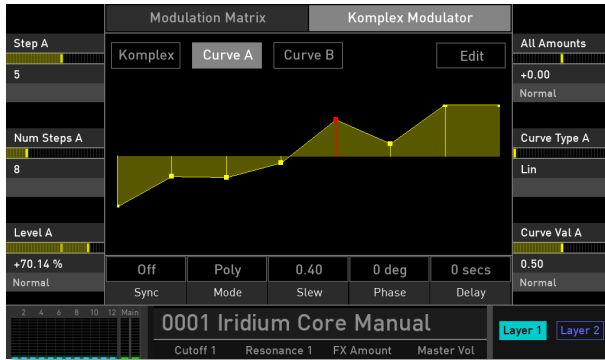 Modulation Matrix
Komplex Modulator
Step A
5
Num Steps A
8
Level A
+70.14 %
Normal
Komplex
Curve A
Curve B
Edit
All Amounts
+0.00
Normal
Curve Type A
Lin
Curve Val A
0.50
Normal
Off Poly 0.40 0 deg 0 secs
Sync Mode Slew Phase Delay
2 4 6 8 10 12 Main
0001 Iridium Core Manual
Cutoff 1 Resonance 1 FX Amount Master Vol
Layer 1
Layer 2